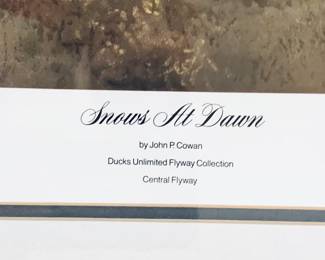 Snows At Dawn
by John P. Cowan
Ducks Unlimited Flyway Collection
Central Flyway